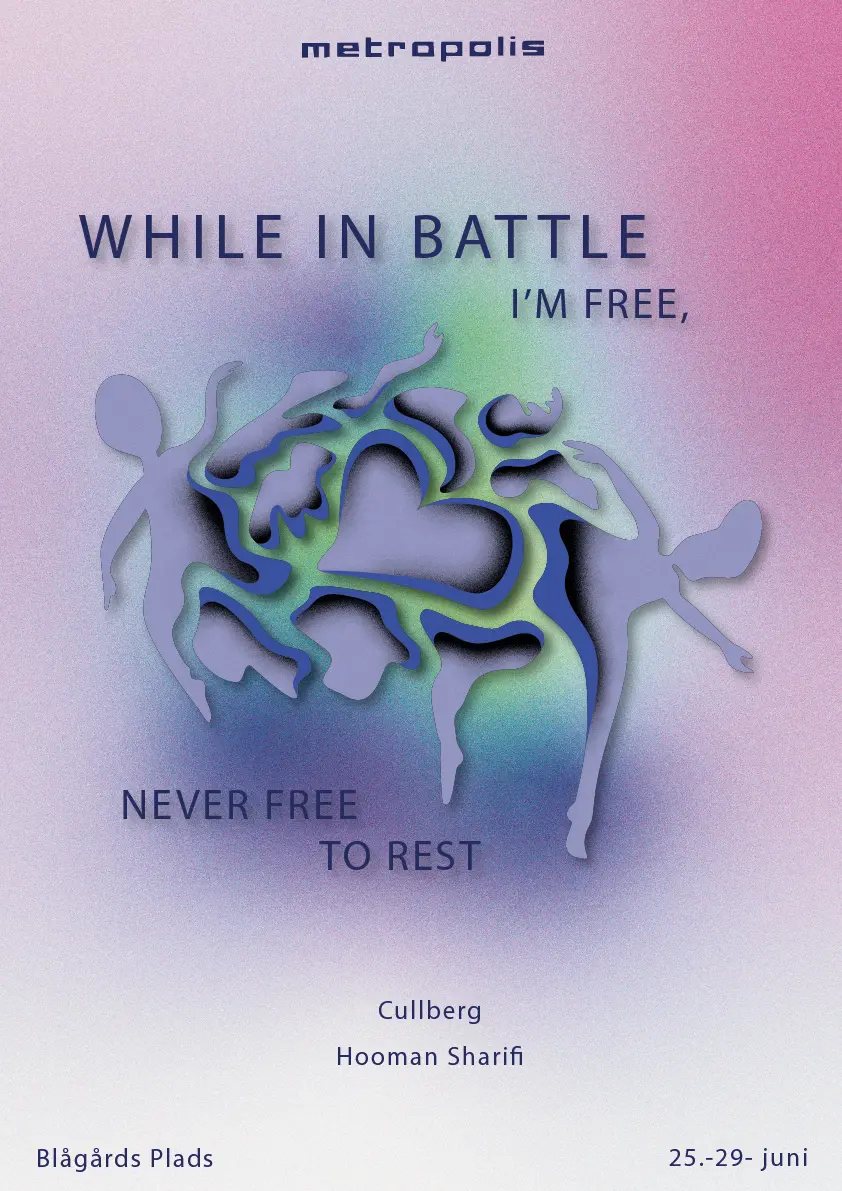 metropolis
WHILE IN BATTLE
I’M FREE,
NEVER FREE
TO REST
Cullberg
Hooman Sharifi
Blågårds Plads
25.-29- juni